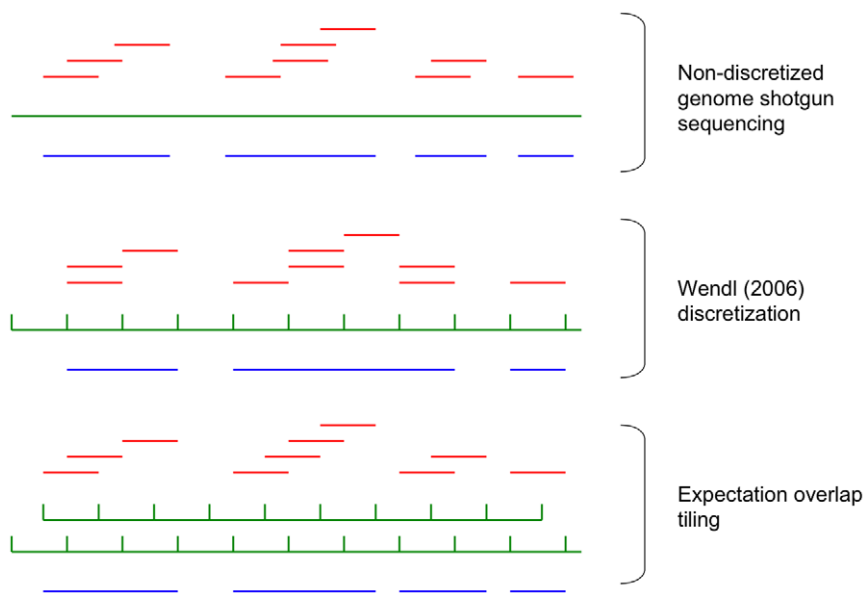 Non-discretized
genome shotgun
sequencing
Wendl (2006)
discretization
Expectation overlap
tiling